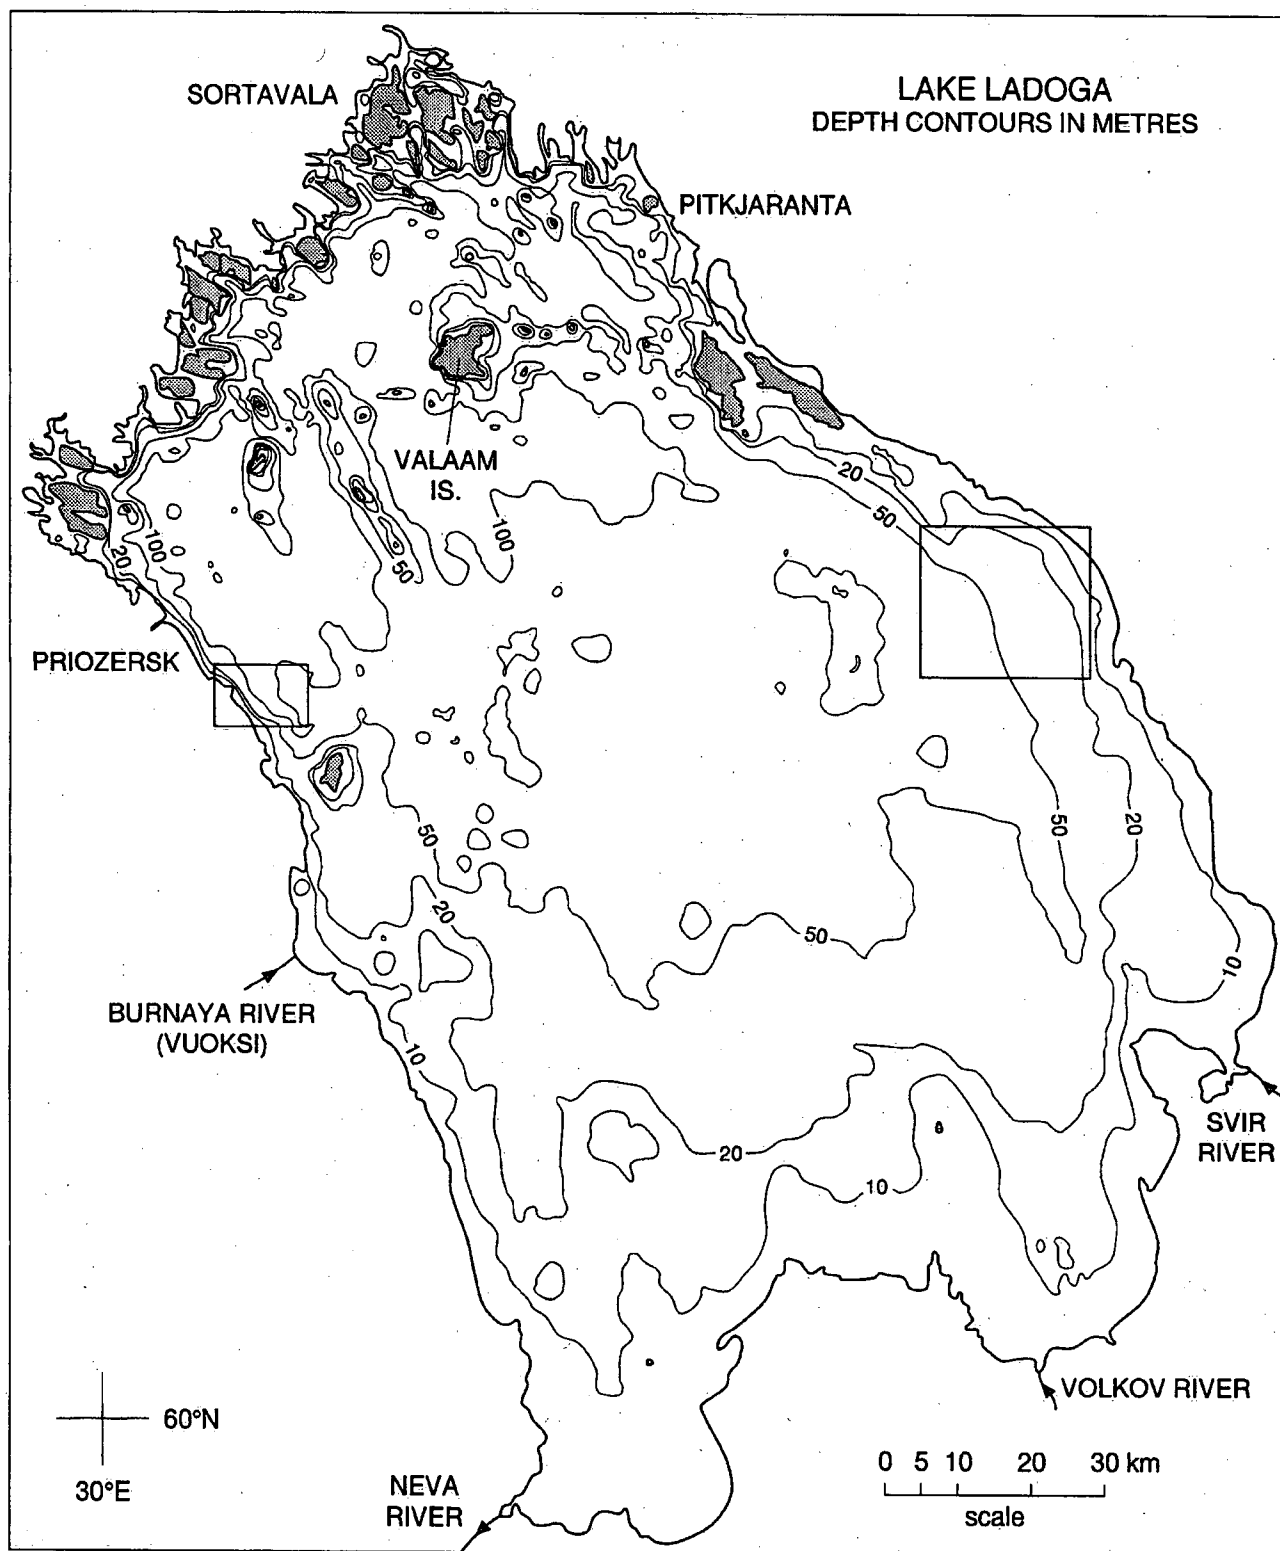 LAKE LADOGA
DEPTH CONTOURS IN METRES
SORTAVALA
PITKJARANTA
VALAAM
IS.
20
50
100
100
20
50
PRIOZERSK
50
20
50
20
50
10
BURNAYA RIVER
(VUOKSI)
10
SVIR
RIVER
20
10
VOLKOV RIVER
60°N
30°E
NEVA
RIVER
0 5 10 20 30 km
scale